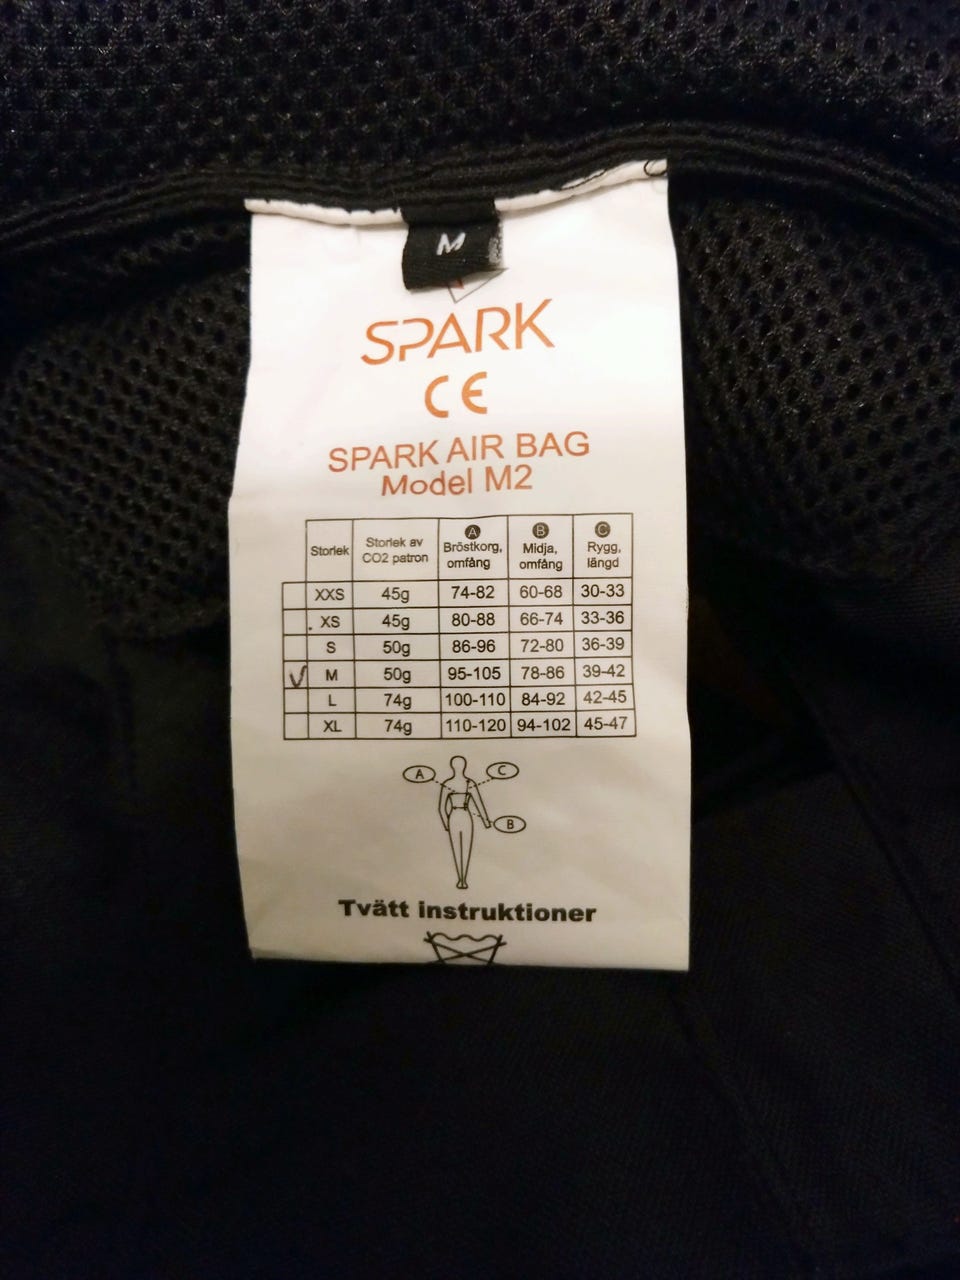 M
SPARK
CE
SPARK AIR BAG
Model M2
Storlek Storlek av CO2 patron A Bröstkorg, omfång B Midja, omfång C Rygg, längd
XXS 45g 74-82 60-68 30-33
XS 45g 80-88 66-74 33-36
S 50g 86-96 72-80 36-39
M 50g 95-105 78-86 39-42
L 74g 100-110 84-92 42-45
XL 74g 110-120 94-102 45-47
A C
B
Tvätt instruktioner